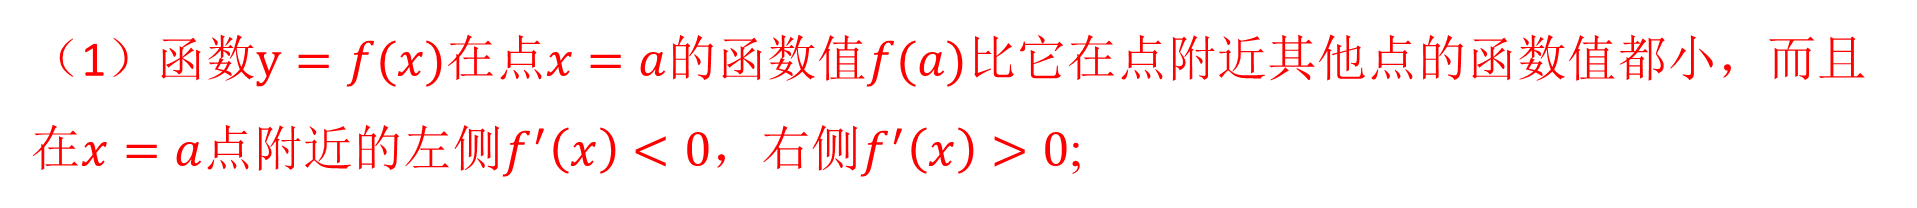 （1）函数y = f(x)在点x = a的函数值f(a)比它在点附近其他点的函数值都小，而且
在x = a点附近的左侧f′(x) < 0，右侧f′(x) > 0;